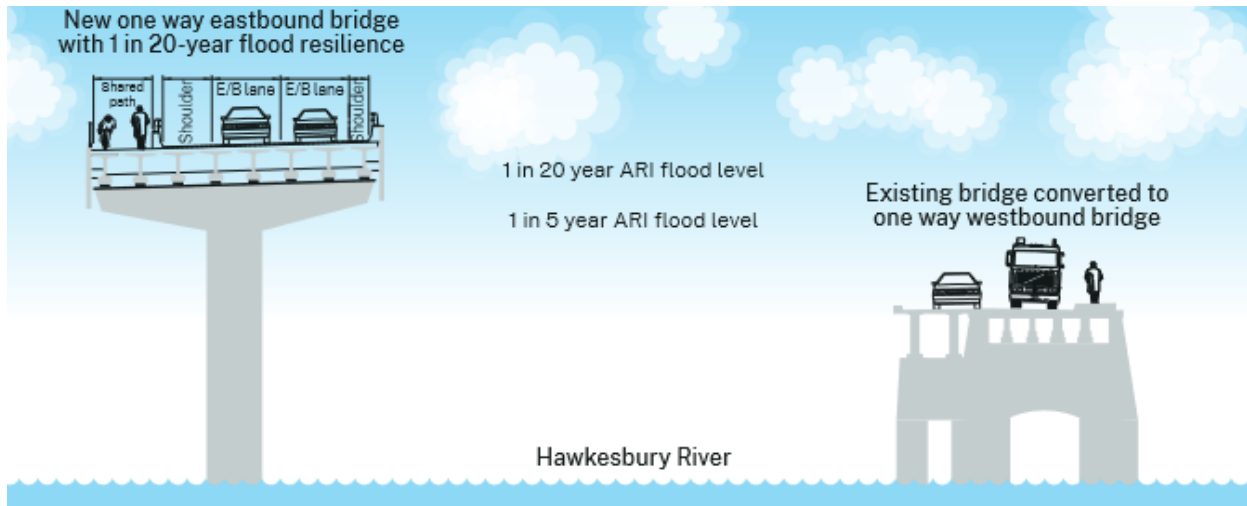 New one way eastbound bridge
with 1 in 20-year flood resilience
Shared
path
Shoulder
E/B lane
E/B lane
Shoulder
1 in 20 year ARI flood level
1 in 5 year ARI flood level
Existing bridge converted to
one way westbound bridge
Hawkesbury River